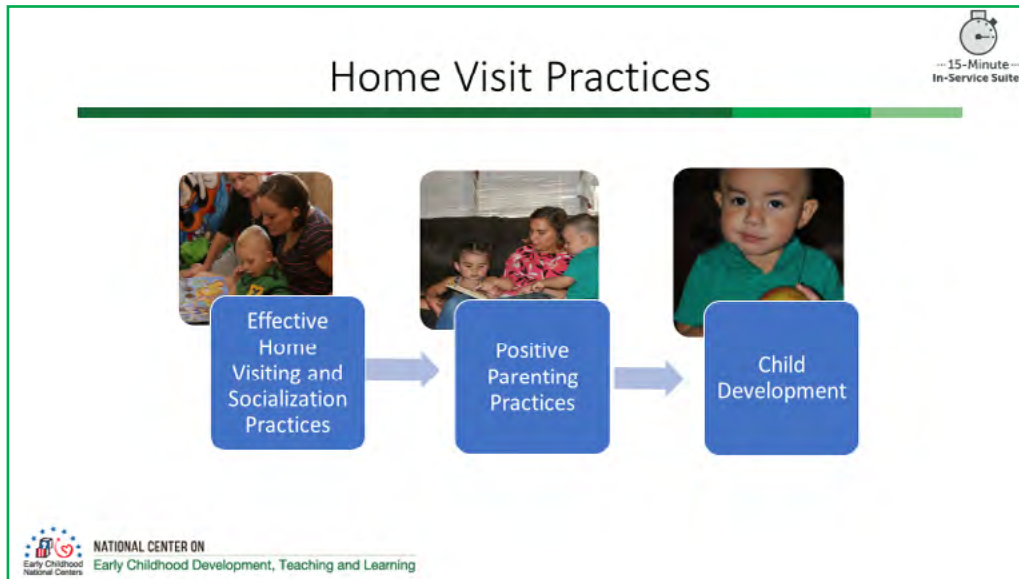 Home Visit Practices
15-Minute
In-Service Suite
Effective
Home
Visiting and
Socialization
Practices
Positive
Parenting
Practices
Child
Development
Early Childhood
National Centers
NATIONAL CENTER ON
Early Childhood Development, Teaching and Learning